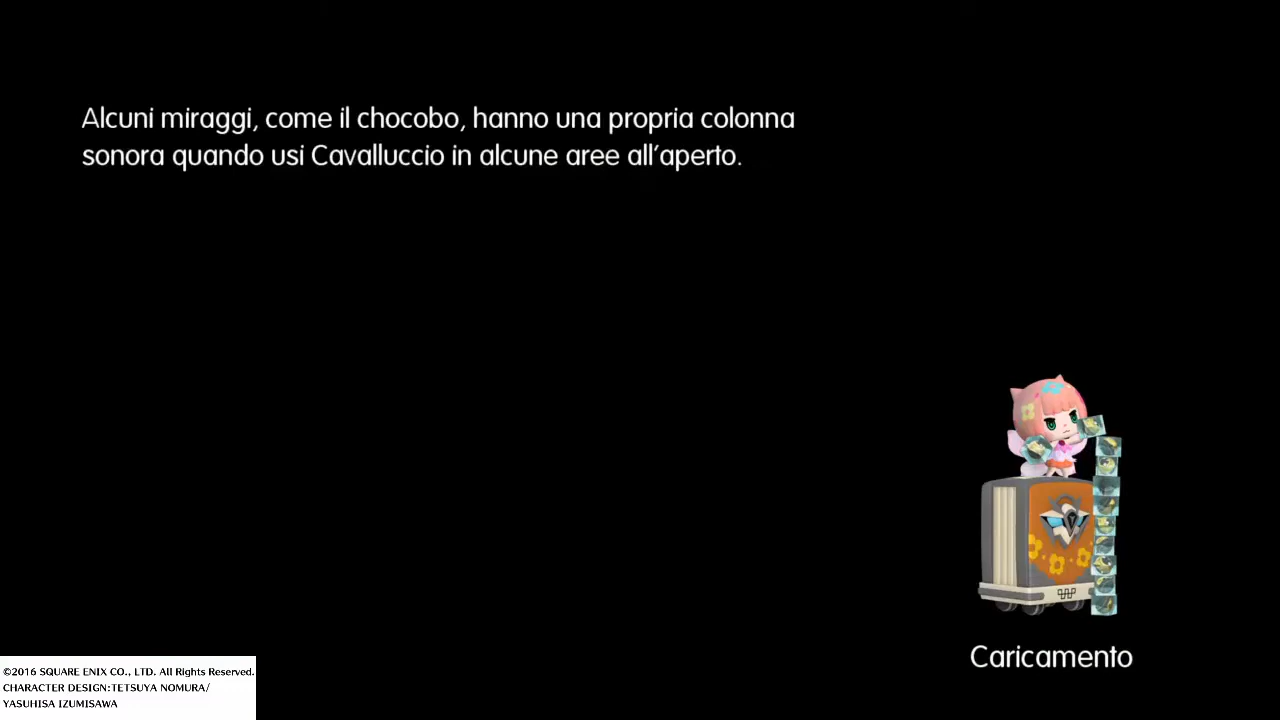 Alcuni miraggi, come il chocobo, hanno una propria colonna
sonora quando usi Cavalluccio in alcune aree all'aperto.
Caricamento
©2016 SQUARE ENIX CO., LTD. All Rights Reserved.
CHARACTER DESIGN:TETSUYA NOMURA/
YASUHISA IZUMISAWA